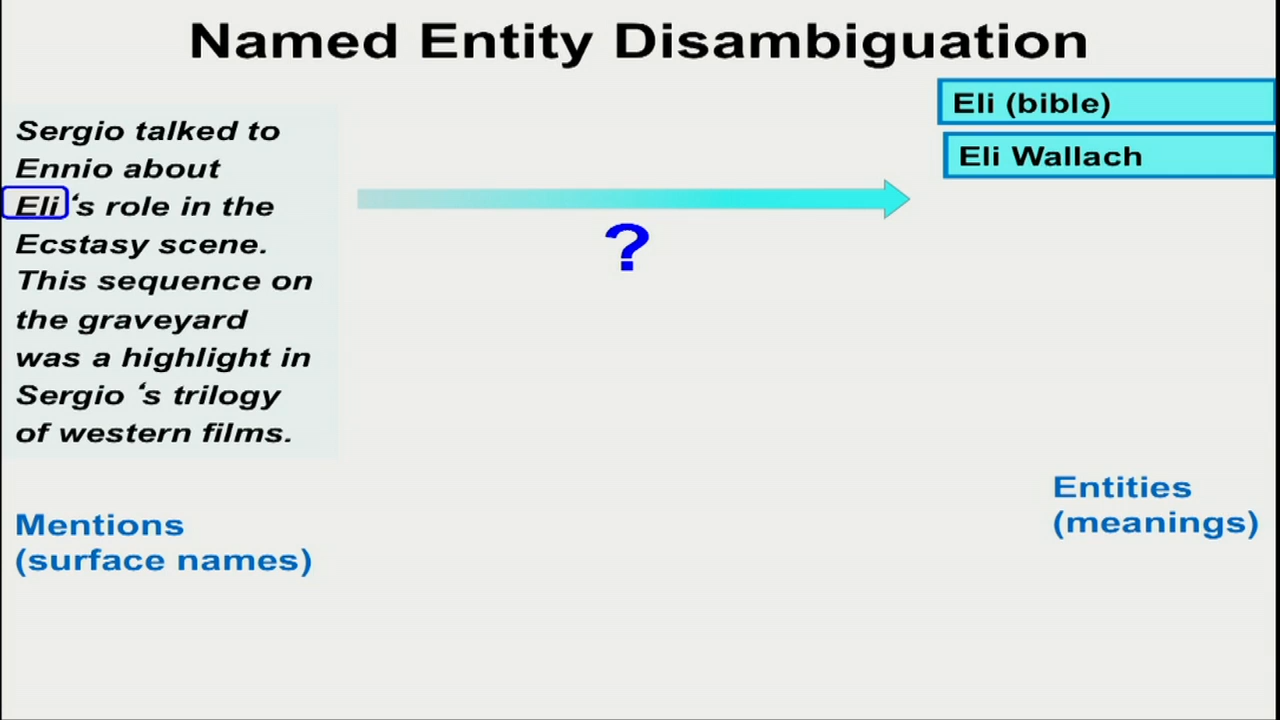 Named Entity Disambiguation
Sergio talked to
Ennio about
Eli ‘s role in the
Ecstasy scene.
This sequence on
the graveyard
was a highlight in
Sergio ‘s trilogy
of western films.
?
Eli (bible)
Eli Wallach
Mentions
(surface names)
Entities
(meanings)